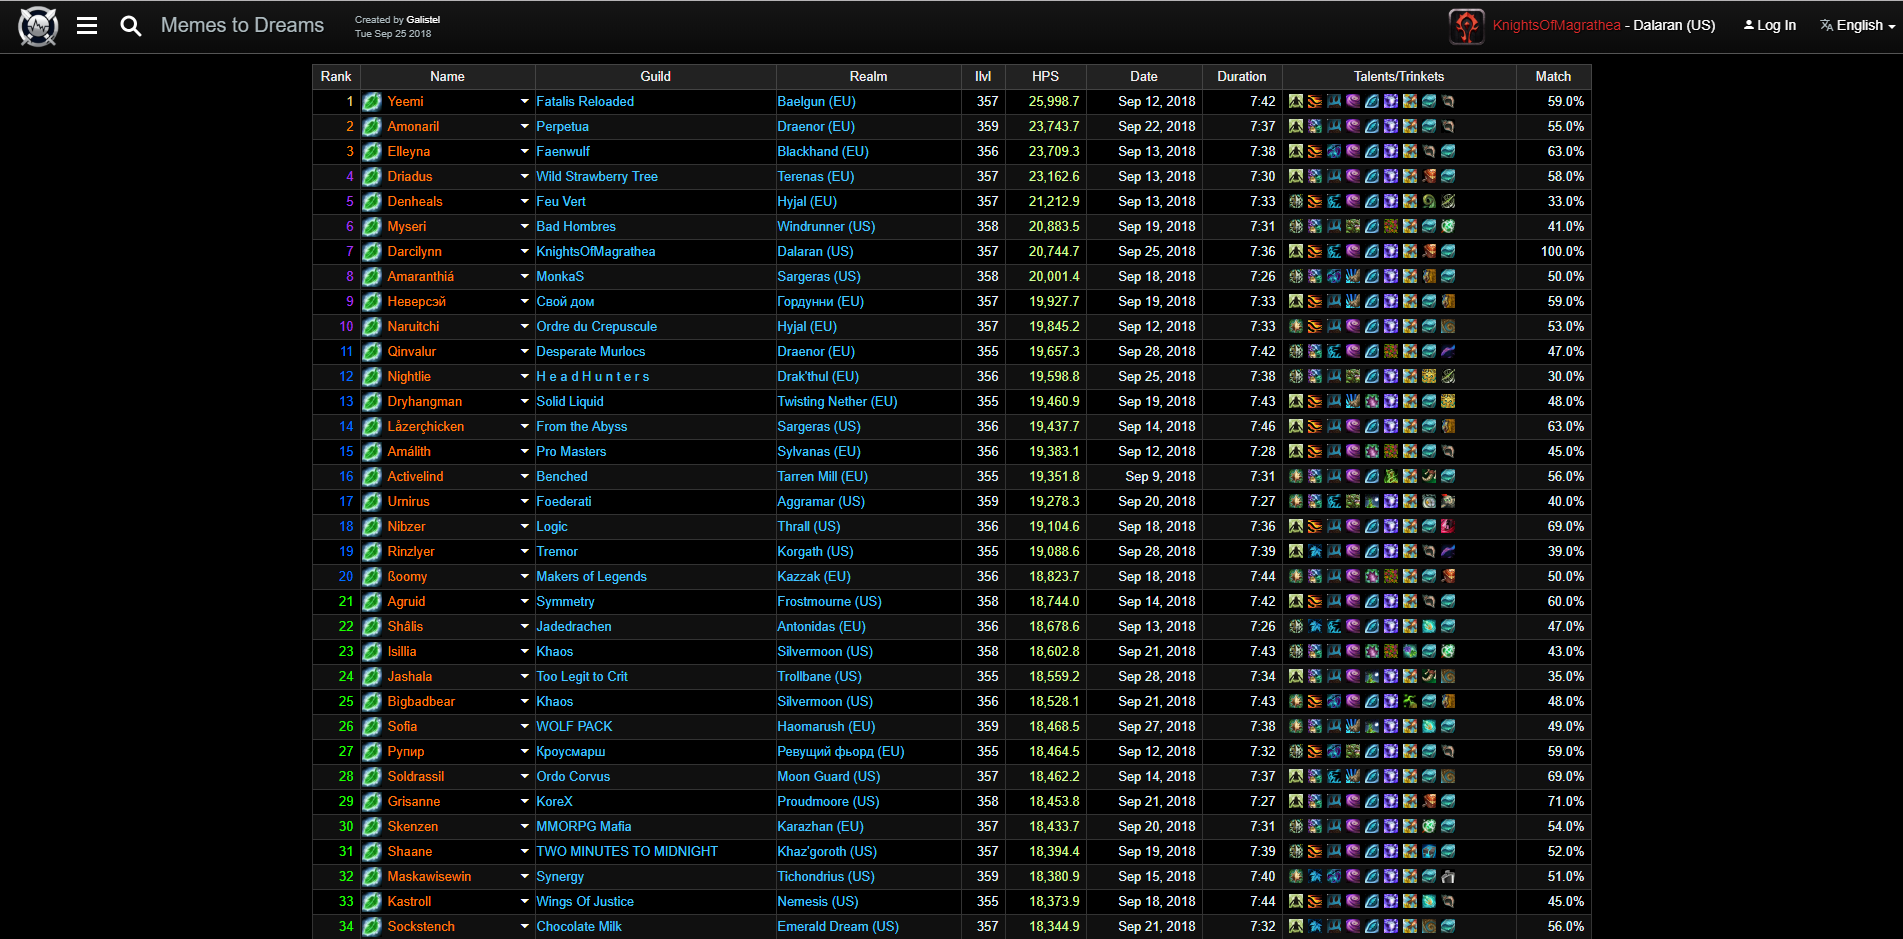 Memes to Dreams
Created by Galistel
Tue Sep 25 2018
KnightsOfMagrathea - Dalaran (US) Log In English
Rank Name Guild Realm Ilvl HPS Date Duration Talents/Trinkets Match
1 Yeemi Fatalis Reloaded Baelgun (EU) 357 25,998.7 Sep 12, 2018 7:42 59.0%
2 Amonaril Perpetua Draenor (EU) 359 23,743.7 Sep 22, 2018 7:37 55.0%
3 Elleyna Faenwulf Blackhand (EU) 356 23,709.3 Sep 13, 2018 7:38 63.0%
4 Driadus Wild Strawberry Tree Terenas (EU) 357 23,162.6 Sep 13, 2018 7:30 58.0%
5 Denheals Feu Vert Hyjal (EU) 357 21,212.9 Sep 13, 2018 7:33 33.0%
6 Myseri Bad Hombres Windrunner (US) 358 20,883.5 Sep 19, 2018 7:31 41.0%
7 Darcilynn KnightsOfMagrathea Dalaran (US) 357 20,744.7 Sep 25, 2018 7:36 100.0%
8 Amaranthiá MonkaS Sargeras (US) 358 20,001.4 Sep 18, 2018 7:26 50.0%
9 Неверсэй Свой дом Гордунни (EU) 357 19,927.7 Sep 19, 2018 7:33 59.0%
10 Naruitchi Ordre du Crepuscule Hyjal (EU) 357 19,845.2 Sep 12, 2018 7:33 53.0%
11 Qinvalur Desperate Murlocs Draenor (EU) 355 19,657.3 Sep 28, 2018 7:42 47.0%
12 Nightlie H e a d H u n t e r s Drak'thul (EU) 356 19,598.8 Sep 25, 2018 7:38 30.0%
13 Dryhangman Solid Liquid Twisting Nether (EU) 355 19,460.9 Sep 19, 2018 7:43 48.0%
14 Låzerçhicken From the Abyss Sargeras (US) 358 19,437.7 Sep 14, 2018 7:46 63.0%
15 Amálith Pro Masters Sylvanas (EU) 356 19,383.1 Sep 12, 2018 7:28 45.0%
16 Activelind Benched Tarren Mill (EU) 355 19,351.8 Sep 9, 2018 7:31 56.0%
17 Urnirus Foederati Aggramar (US) 359 19,278.3 Sep 20, 2018 7:27 40.0%
18 Nibzer Logic Thrall (US) 356 19,104.6 Sep 18, 2018 7:36 69.0%
19 Rinzlyer Tremor Korgath (US) 355 19,088.6 Sep 28, 2018 7:39 39.0%
20 ßoomy Makers of Legends Kazzak (EU) 356 18,823.7 Sep 18, 2018 7:44 50.0%
21 Agruid Symmetry Frostmourne (US) 358 18,744.0 Sep 14, 2018 7:42 60.0%
22 Shâlis Jadedrachen Antonidas (EU) 356 18,678.6 Sep 13, 2018 7:26 47.0%
23 Isillia Khaos Silvermoon (US) 358 18,602.8 Sep 21, 2018 7:43 43.0%
24 Jashala Too Legit to Crit Trollbane (US) 355 18,559.2 Sep 28, 2018 7:34 35.0%
25 Bigbadbear Khaos Silvermoon (US) 356 18,528.1 Sep 21, 2018 7:43 48.0%
26 Sofia WOLF PACK Haomarush (EU) 359 18,468.5 Sep 27, 2018 7:38 49.0%
27 Рупир Кроусмарш Ревущий фьорд (EU) 355 18,464.5 Sep 12, 2018 7:32 59.0%
28 Soldrassil Ordo Corvus Moon Guard (US) 357 18,462.2 Sep 14, 2018 7:37 69.0%
29 Grisanne KoreX Proudmoore (US) 358 18,453.8 Sep 21, 2018 7:27 71.0%
30 Skenzen MMORPG Mafia Karazhan (EU) 357 18,433.7 Sep 20, 2018 7:31 54.0%
31 Shaane TWO MINUTES TO MIDNIGHT Khaz'goroth (US) 357 18,394.4 Sep 19, 2018 7:39 52.0%
32 Maskawisewin Synergy Tichondrius (US) 359 18,380.9 Sep 15, 2018 7:40 51.0%
33 Kastroll Wings Of Justice Nemesis (US) 355 18,373.9 Sep 18, 2018 7:44 45.0%
34 Sockstench Chocolate Milk Emerald Dream (US) 357 18,344.9 Sep 21, 2018 7:32 56.0%